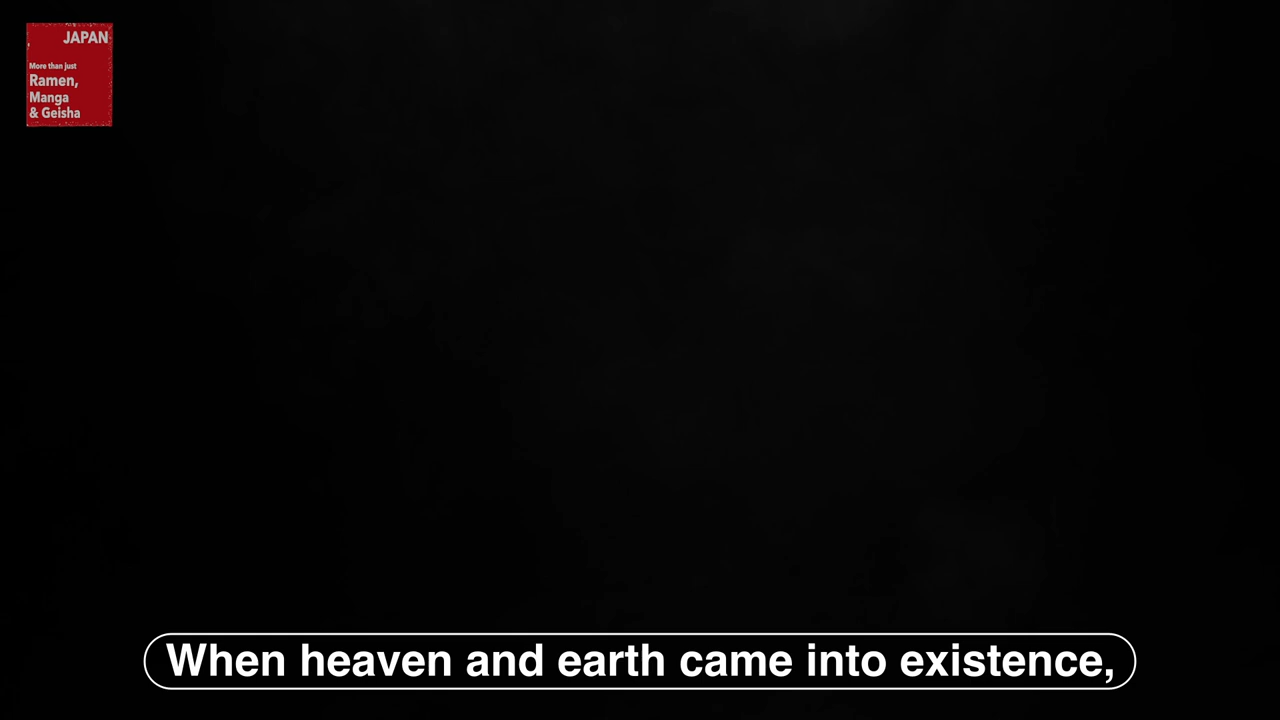 JAPAN
More than just
Ramen,
Manga
& Geisha
When heaven and earth came into existence,